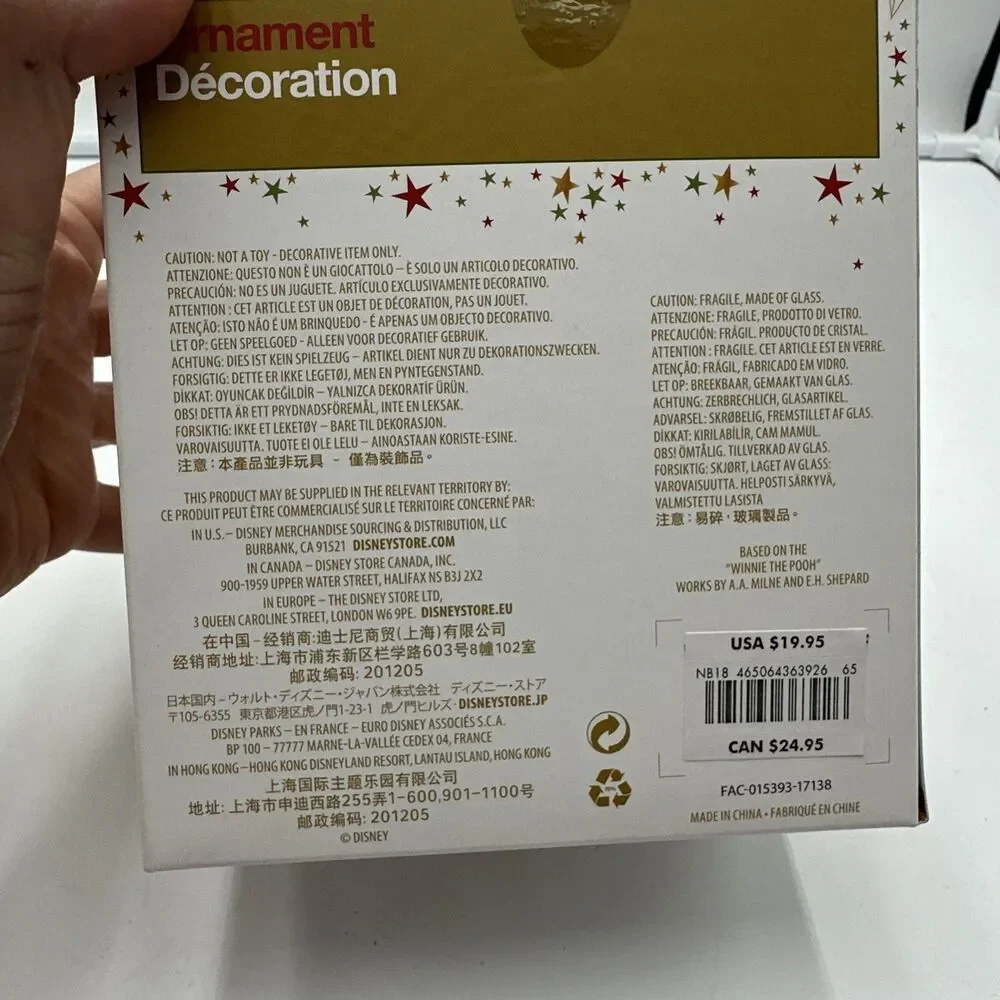 rnament
Décoration
CAUTION: NOT A TOY - DECORATIVE ITEM ONLY.
ATTENZIONE: QUESTO NON È UN GIOCATTOLO – È SOLO UN ARTICOLO DECORATIVO.
PRECAUCIÓN: NO ES UN JUGUETE. ARTÍCULO EXCLUSIVAMENTE DECORATIVO.
ATTENTION : CET ARTICLE EST UN OBJET DE DÉCORATION, PAS UN JOUET.
ATENÇÃO: ISTO NÃO É UM BRINQUEDO - É APENAS UM OBJECTO DECORATIVO.
LET OP: GEEN SPEELGOED - ALLEEN VOOR DECORATIEF GEBRUIK.
ACHTUNG: DIES IST KEIN SPIELZEUG – ARTIKEL DIENT NUR ZU DEKORATIONSZWECKEN.
FORSIGTIG: DETTE ER IKKE LEGETØJ, MEN EN PYNTEGENSTAND.
DİKKAT: OYUNCAK DEĞİLDİR – YALNIZCA DEKORATİF ÜRÜN.
OBS! DETTA ÄR ETT PRYDNADSFÖREMÅL, INTE EN LEKSAK.
FORSIKTIG: IKKE ET LEKETØY – BARE TIL DEKORASJON.
VAROVAISUUTTA. TUOTE EI OLE LELU – AINOASTAAN KORISTE-ESINE.
注意：本產品並非玩具 - 僅為裝飾品。
CAUTION: FRAGILE, MADE OF GLASS.
ATTENZIONE: FRAGILE, PRODOTTO DI VETRO.
PRECAUCIÓN: FRÁGIL. PRODUCTO DE CRISTAL.
ATTENTION : FRAGILE. CET ARTICLE EST EN VERRE.
ATENÇÃO: FRÁGIL, FABRICADO EM VIDRO.
LET OP: BREEKBAAR, GEMAAKT VAN GLAS.
ACHTUNG: ZERBRECHLICH, GLASARTIKEL.
ADVARSEL: SKRØBELIG, FREMSTILLET AF GLAS.
DİKKAT: KIRILABİLİR, CAM MAMUL.
OBS! ÖMTÅLIG. TILLVERKAD AV GLAS.
FORSIKTIG: SKJØRT, LAGET AV GLASS:
VAROVAISUUTTA. HELPOSTI SÄRKYVÄ,
VALMISTETTU LASISTA
注意：易碎，玻璃製品。
THIS PRODUCT MAY BE SUPPLIED IN THE RELEVANT TERRITORY BY:
CE PRODUIT PEUT ÊTRE COMMERCIALISÉ SUR LE TERRITOIRE CONCERNÉ PAR:
IN U.S.– DISNEY MERCHANDISE SOURCING & DISTRIBUTION, LLC
BURBANK, CA 91521 DISNEYSTORE.COM
IN CANADA – DISNEY STORE CANADA, INC.
900-1959 UPPER WATER STREET, HALIFAX NS B3J 2X2
IN EUROPE – THE DISNEY STORE LTD,
3 QUEEN CAROLINE STREET, LONDON W6 9PE. DISNEYSTORE.EU
在中国 - 经销商:迪士尼商贸(上海)有限公司
经销商地址:上海市浦东新区栏学路603号8幢102室
邮政编码: 201205
日本国内 – ウォルト・ディズニー・ジャパン株式会社 ディズニー・ストア
〒105-6355 東京都港区虎ノ門1-23-1 虎ノ門ヒルズ・DISNEYSTORE.JP
DISNEY PARKS – EN FRANCE – EURO DISNEY ASSOCIÉS S.C.A.
BP 100 – 77777 MARNE-LA-VALLÉE CEDEX 04, FRANCE
IN HONG KONG – HONG KONG DISNEYLAND RESORT, LANTAU ISLAND, HONG KONG
上海国际主题乐园有限公司
地址: 上海市申迪西路255弄1-600,901-1100号
邮政编码: 201205
© DISNEY
BASED ON THE
"WINNIE THE POOH"
WORKS BY A.A. MILNE AND E.H. SHEPARD
USA $19.95
NB18 465064363926 65
CAN $24.95
FAC-015393-17138
MADE IN CHINA • FABRIQUÉ EN CHINE